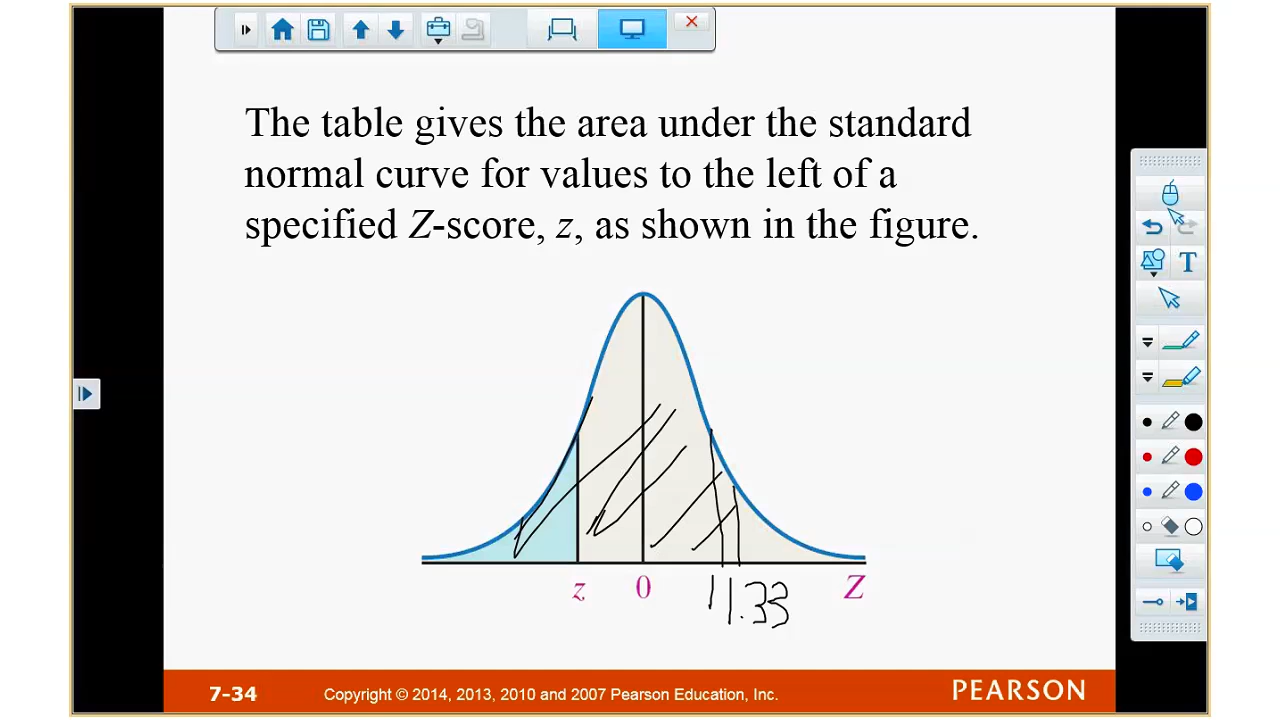 The table gives the area under the standard
normal curve for values to the left of a
specified Z-score, z, as shown in the figure.
z 0 Z
1 1.33
7-34 Copyright © 2014, 2013, 2010 and 2007 Pearson Education, Inc. PEARSON
T